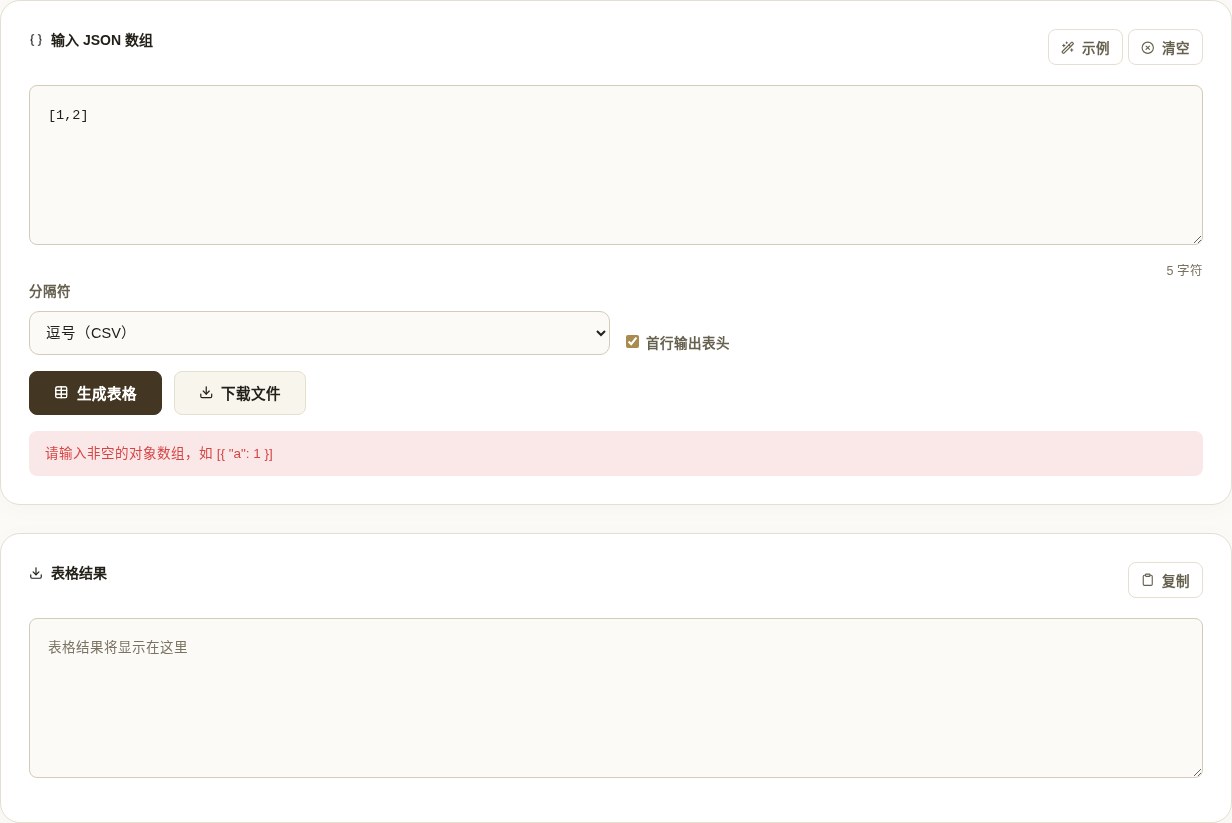 输入 JSON 数组
示例
清空
[1,2]
5 字符
分隔符
逗号（CSV）
首行输出表头
生成表格
下载文件
请输入非空的对象数组，如 [{ "a": 1 }]
表格结果
复制
表格结果将显示在这里